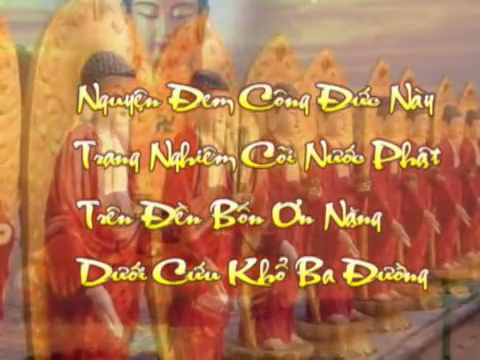 Nguyện Đem Công Đức Này
Trang Nghiêm Cõi Nước Phật
Trên Đền Bốn Ơn Nặng
Dưới Cứu Khổ Ba Đường